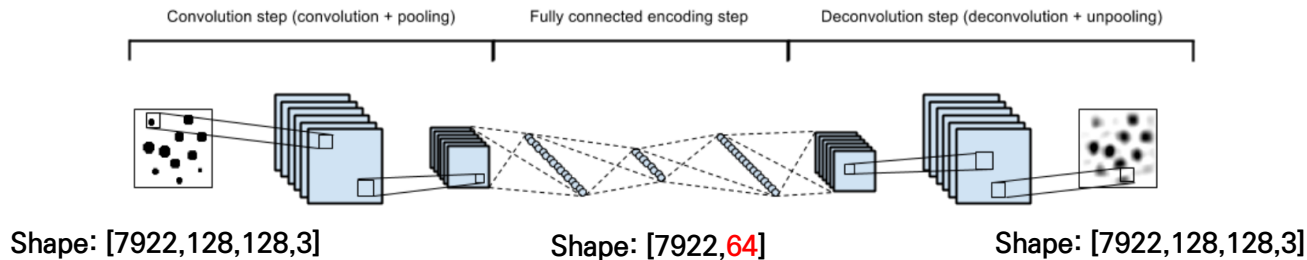 Convolution step (convolution + pooling)
Fully connected encoding step
Deconvolution step (deconvolution + unpooling)
Shape: [7922,128,128,3]
Shape: [7922,64]
Shape: [7922,128,128,3]